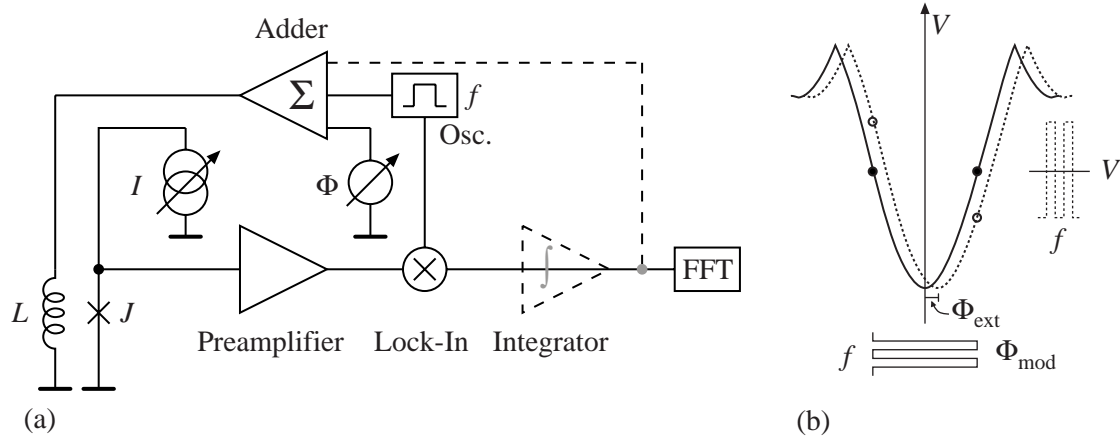 Adder
Σ
f
Osc.
I
Φ
∫
FFT
L
J
Preamplifier
Lock-In
Integrator
(a)
V
V
f
Φext
f
Φmod
(b)